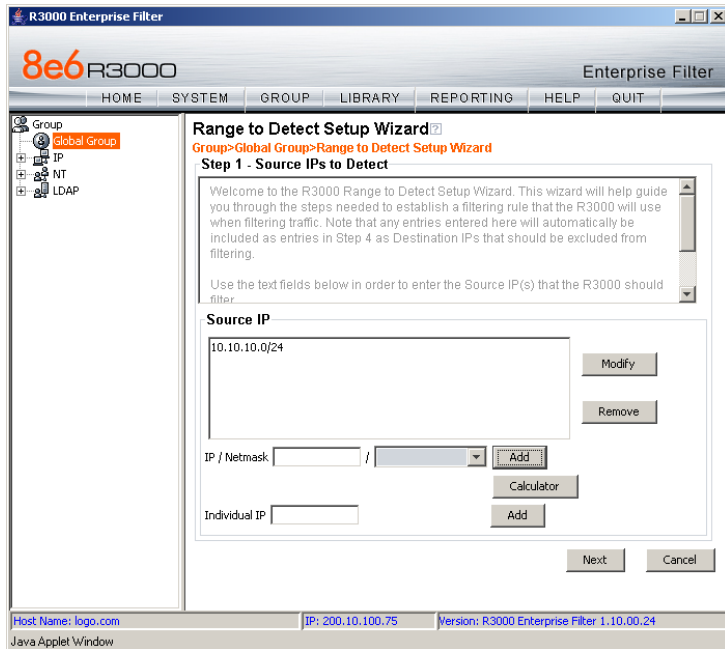 R3000 Enterprise Filter
8e6 R3000
Enterprise Filter
HOME SYSTEM GROUP LIBRARY REPORTING HELP QUIT
Group
Global Group
IP
NT
LDAP
Range to Detect Setup Wizard?
Group>Global Group>Range to Detect Setup Wizard
Step 1 - Source IPs to Detect
Welcome to the R3000 Range to Detect Setup Wizard. This wizard will help guide
you through the steps needed to establish a filtering rule that the R3000 will use
when filtering traffic. Note that any entries entered here will automatically be
included as entries in Step 4 as Destination IPs that should be excluded from
filtering.
Use the text fields below in order to enter the Source IP(s) that the R3000 should
filter
Source IP
10.10.10.0/24
Modify
Remove
IP / Netmask / Add
Calculator
Individual IP Add
Next Cancel
Host Name: logo.com IP: 200.10.100.75 Version: R3000 Enterprise Filter 1.10.00.24
Java Applet Window